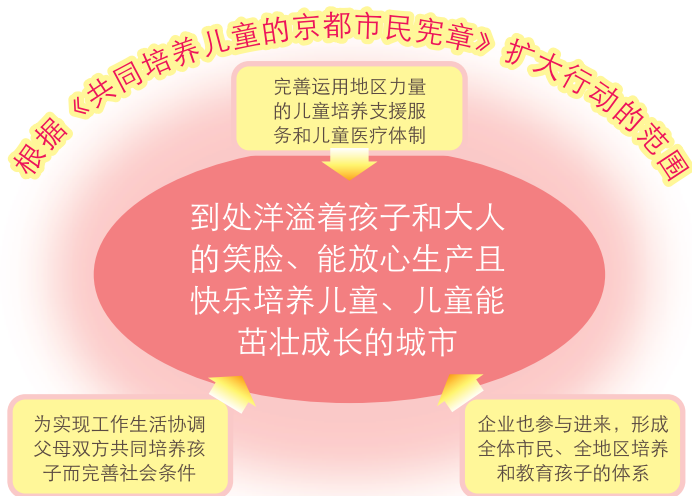 根据《共同培养儿童的京都市民宪章》扩大行动的范围
完善运用地区力量
的儿童培养支援服
务和儿童医疗体制
到处洋溢着孩子和大人
的笑脸、能放心生产且
快乐培养儿童、儿童能
茁壮成长的城市
为实现工作生活协调
父母双方共同培养孩
子而完善社会条件
企业也参与进来，形成
全体市民、全地区培养
和教育孩子的体系